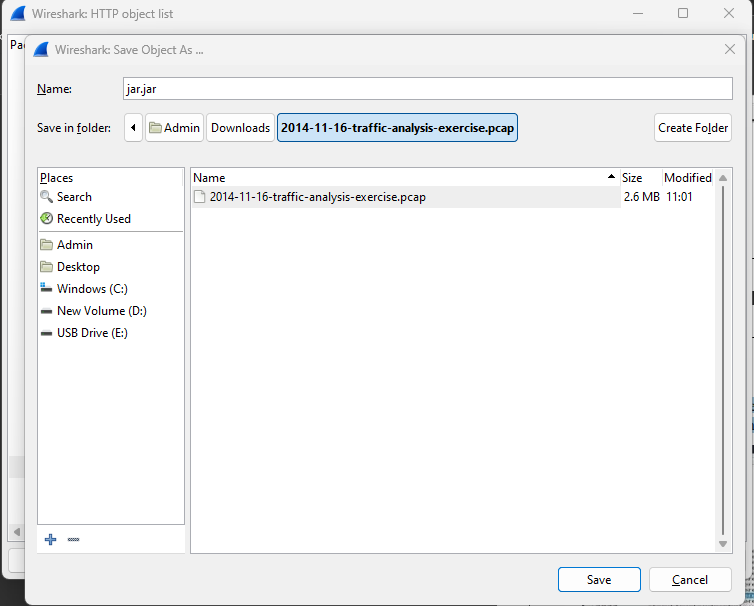 Wireshark: HTTP object list
Pa
Wireshark: Save Object As ...
Name:
jar.jar
Save in folder:
Admin
Downloads
2014-11-16-traffic-analysis-exercise.pcap
Create Folder
Places
Search
Recently Used
Admin
Desktop
Windows (C:)
New Volume (D:)
USB Drive (E:)
Name Size Modified
2014-11-16-traffic-analysis-exercise.pcap 2.6 MB 11:01
Save
Cancel